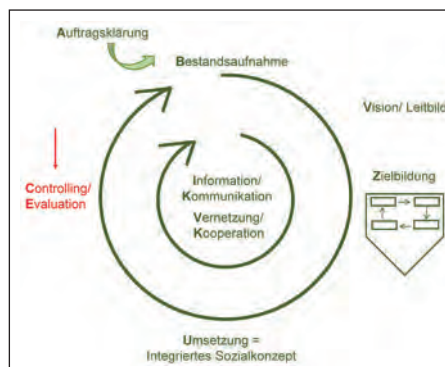 Auftragsklärung
Bestandsaufnahme
Vision/ Leitbild
Controlling/
Evaluation
Zielbildung
Information/
Kommunikation
Vernetzung/
Kooperation
Umsetzung =
Integriertes Sozialkonzept